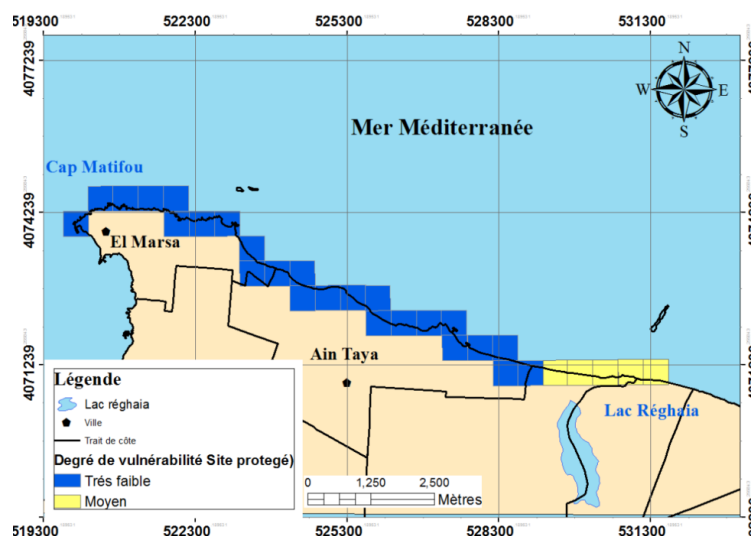 519300 522300 525300 528300 531300
4077239
4074239
4071239
N
W E
S
Mer Méditerranée
Cap Matifou
El Marsa
Ain Taya
Lac Réghaia
Légende
Lac réghaia
Ville
Trait de côte
Degré de vulnérabilité Site protegé)
Trés faible
Moyen
0 1,250 2,500
Mètres
519300 522300 525300 528300 531300